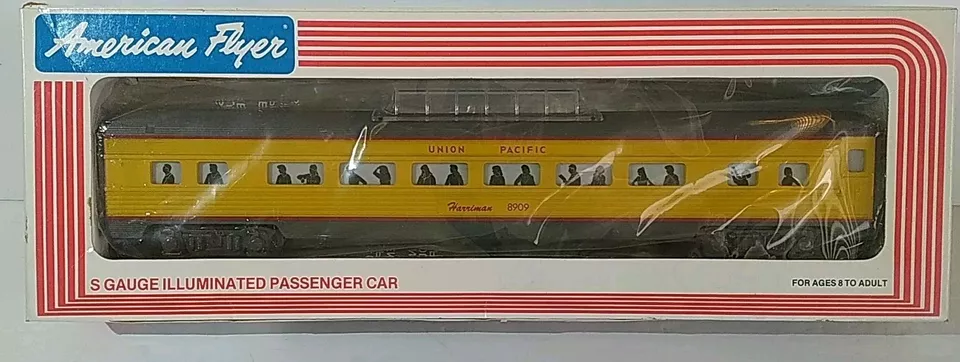 American Flyer
UNION PACIFIC
Harriman 8909
S GAUGE ILLUMINATED PASSENGER CAR
FOR AGES 8 TO ADULT